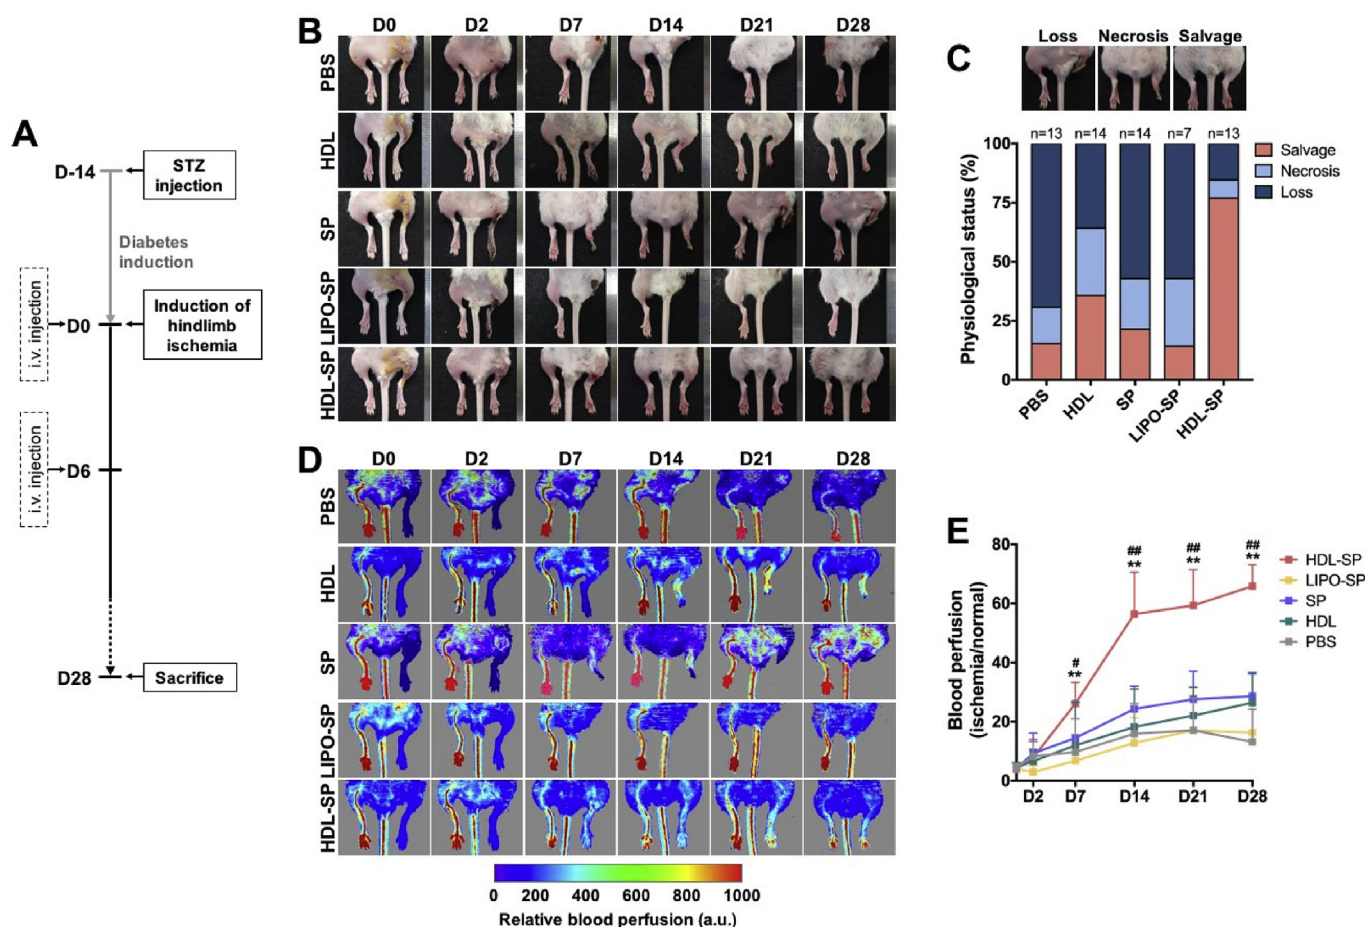 A
D-14
STZ
injection
Diabetes
induction
i.v. injection
D0
Induction of
hindlimb
ischemia
i.v. injection
D6
D28
Sacrifice
B
D0 D2 D7 D14 D21 D28
PBS
HDL
SP
LIPO-SP
HDL-SP
C
Loss Necrosis Salvage
n=13 n=14 n=14 n=7 n=13
Physiological status (%)
100
75
50
25
0
PBS HDL SP LIPO-SP HDL-SP
Salvage
Necrosis
Loss
D
D0 D2 D7 D14 D21 D28
PBS
HDL
SP
LIPO-SP
HDL-SP
0 200 400 600 800 1000
Relative blood perfusion (a.u.)
E
Blood perfusion
(ischemia/normal)
80
60
40
20
0
# ## ## ##
** ** ** **
D2 D7 D14 D21 D28
HDL-SP
LIPO-SP
SP
HDL
PBS